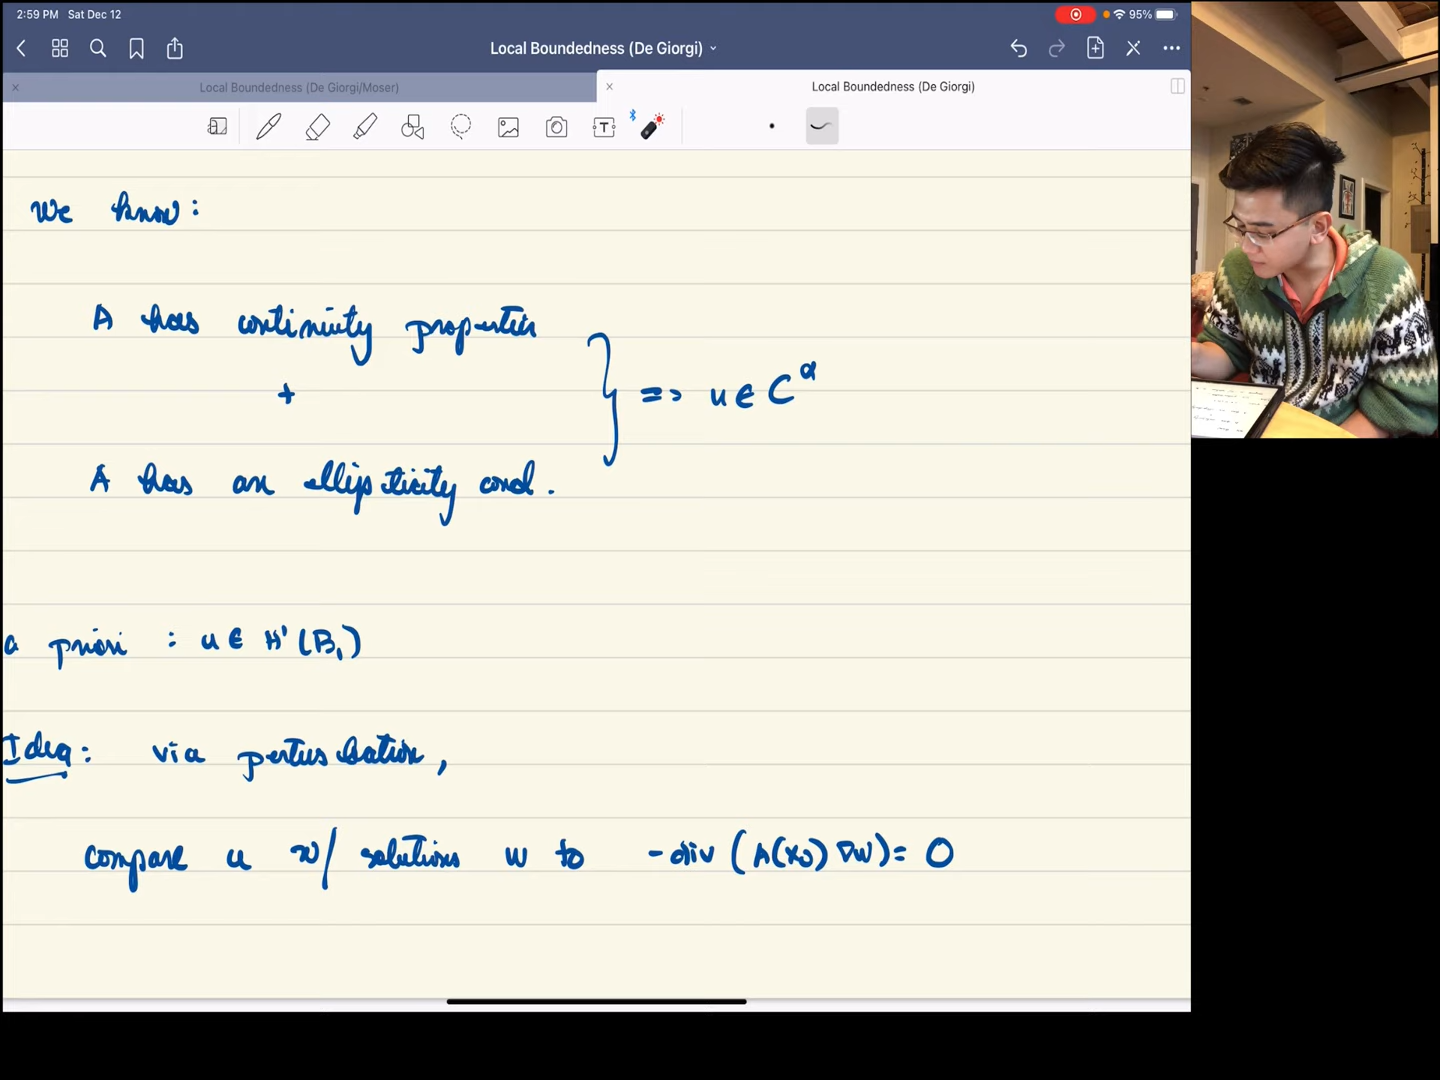 2:59 PM Sat Dec 12
95%
Local Boundedness (De Giorgi)
Local Boundedness (De Giorgi/Moser)
Local Boundedness (De Giorgi)
We know:
A has continuity properties
+
=> u ∈ C^α
A has an ellipticity cond.
a priori : u ∈ H¹(B₁)
Idea: via perturbation,
compare u w/ solutions w to -div (A(x₀) ∇w) = 0